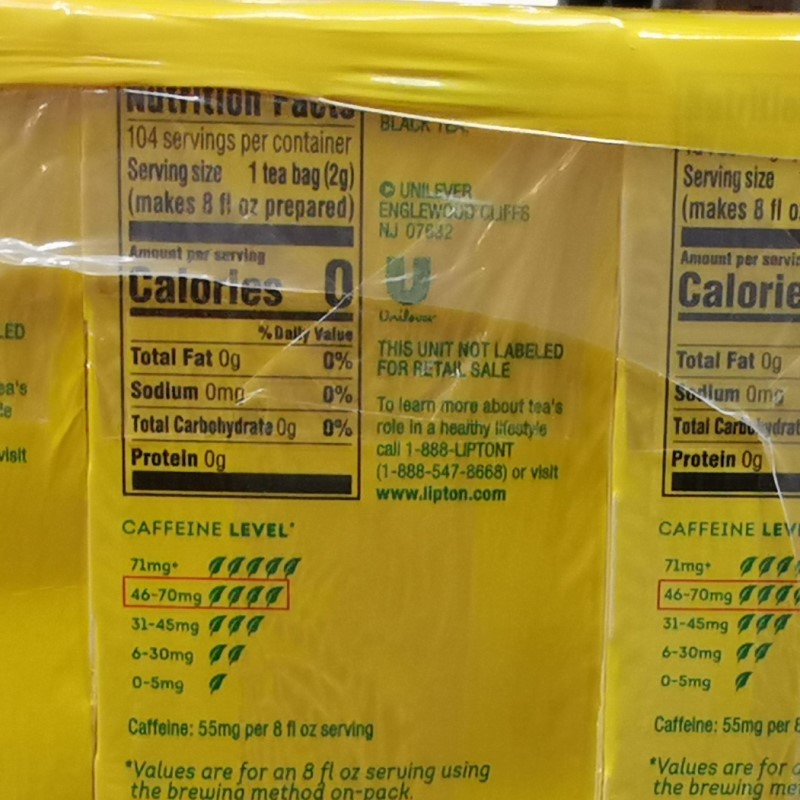 Nutrition Facts
104 servings per container
Serving size 1 tea bag (2g)
(makes 8 fl oz prepared)
Amount per serving
Calories 0
% Daily Value
Total Fat 0g 0%
Sodium 0mg 0%
Total Carbohydrate 0g 0%
Protein 0g
BLACK TEA.
© UNILEVER
ENGLEWOOD CLIFFS
NJ 07632
Unilever
THIS UNIT NOT LABELED
FOR RETAIL SALE
To learn more about tea's
role in a healthy lifestyle
call 1-888-LIPTONT
(1-888-547-8668) or visit
www.lipton.com
CAFFEINE LEVEL*
71mg+
46-70mg
31-45mg
6-30mg
0-5mg
Caffeine: 55mg per 8 fl oz serving
*Values are for an 8 fl oz serving using
the brewing method on-pack.
Serving size
(makes 8 fl o
Amount per servin
Calorie
Total Fat 0g
Sodium 0mg
Total Carbohydrat
Protein 0g
CAFFEINE LEV
71mg+
46-70mg
31-45mg
6-30mg
0-5mg
Caffeine: 55mg per 8
*Values are for a
the brewing me
LED
ea's
visit